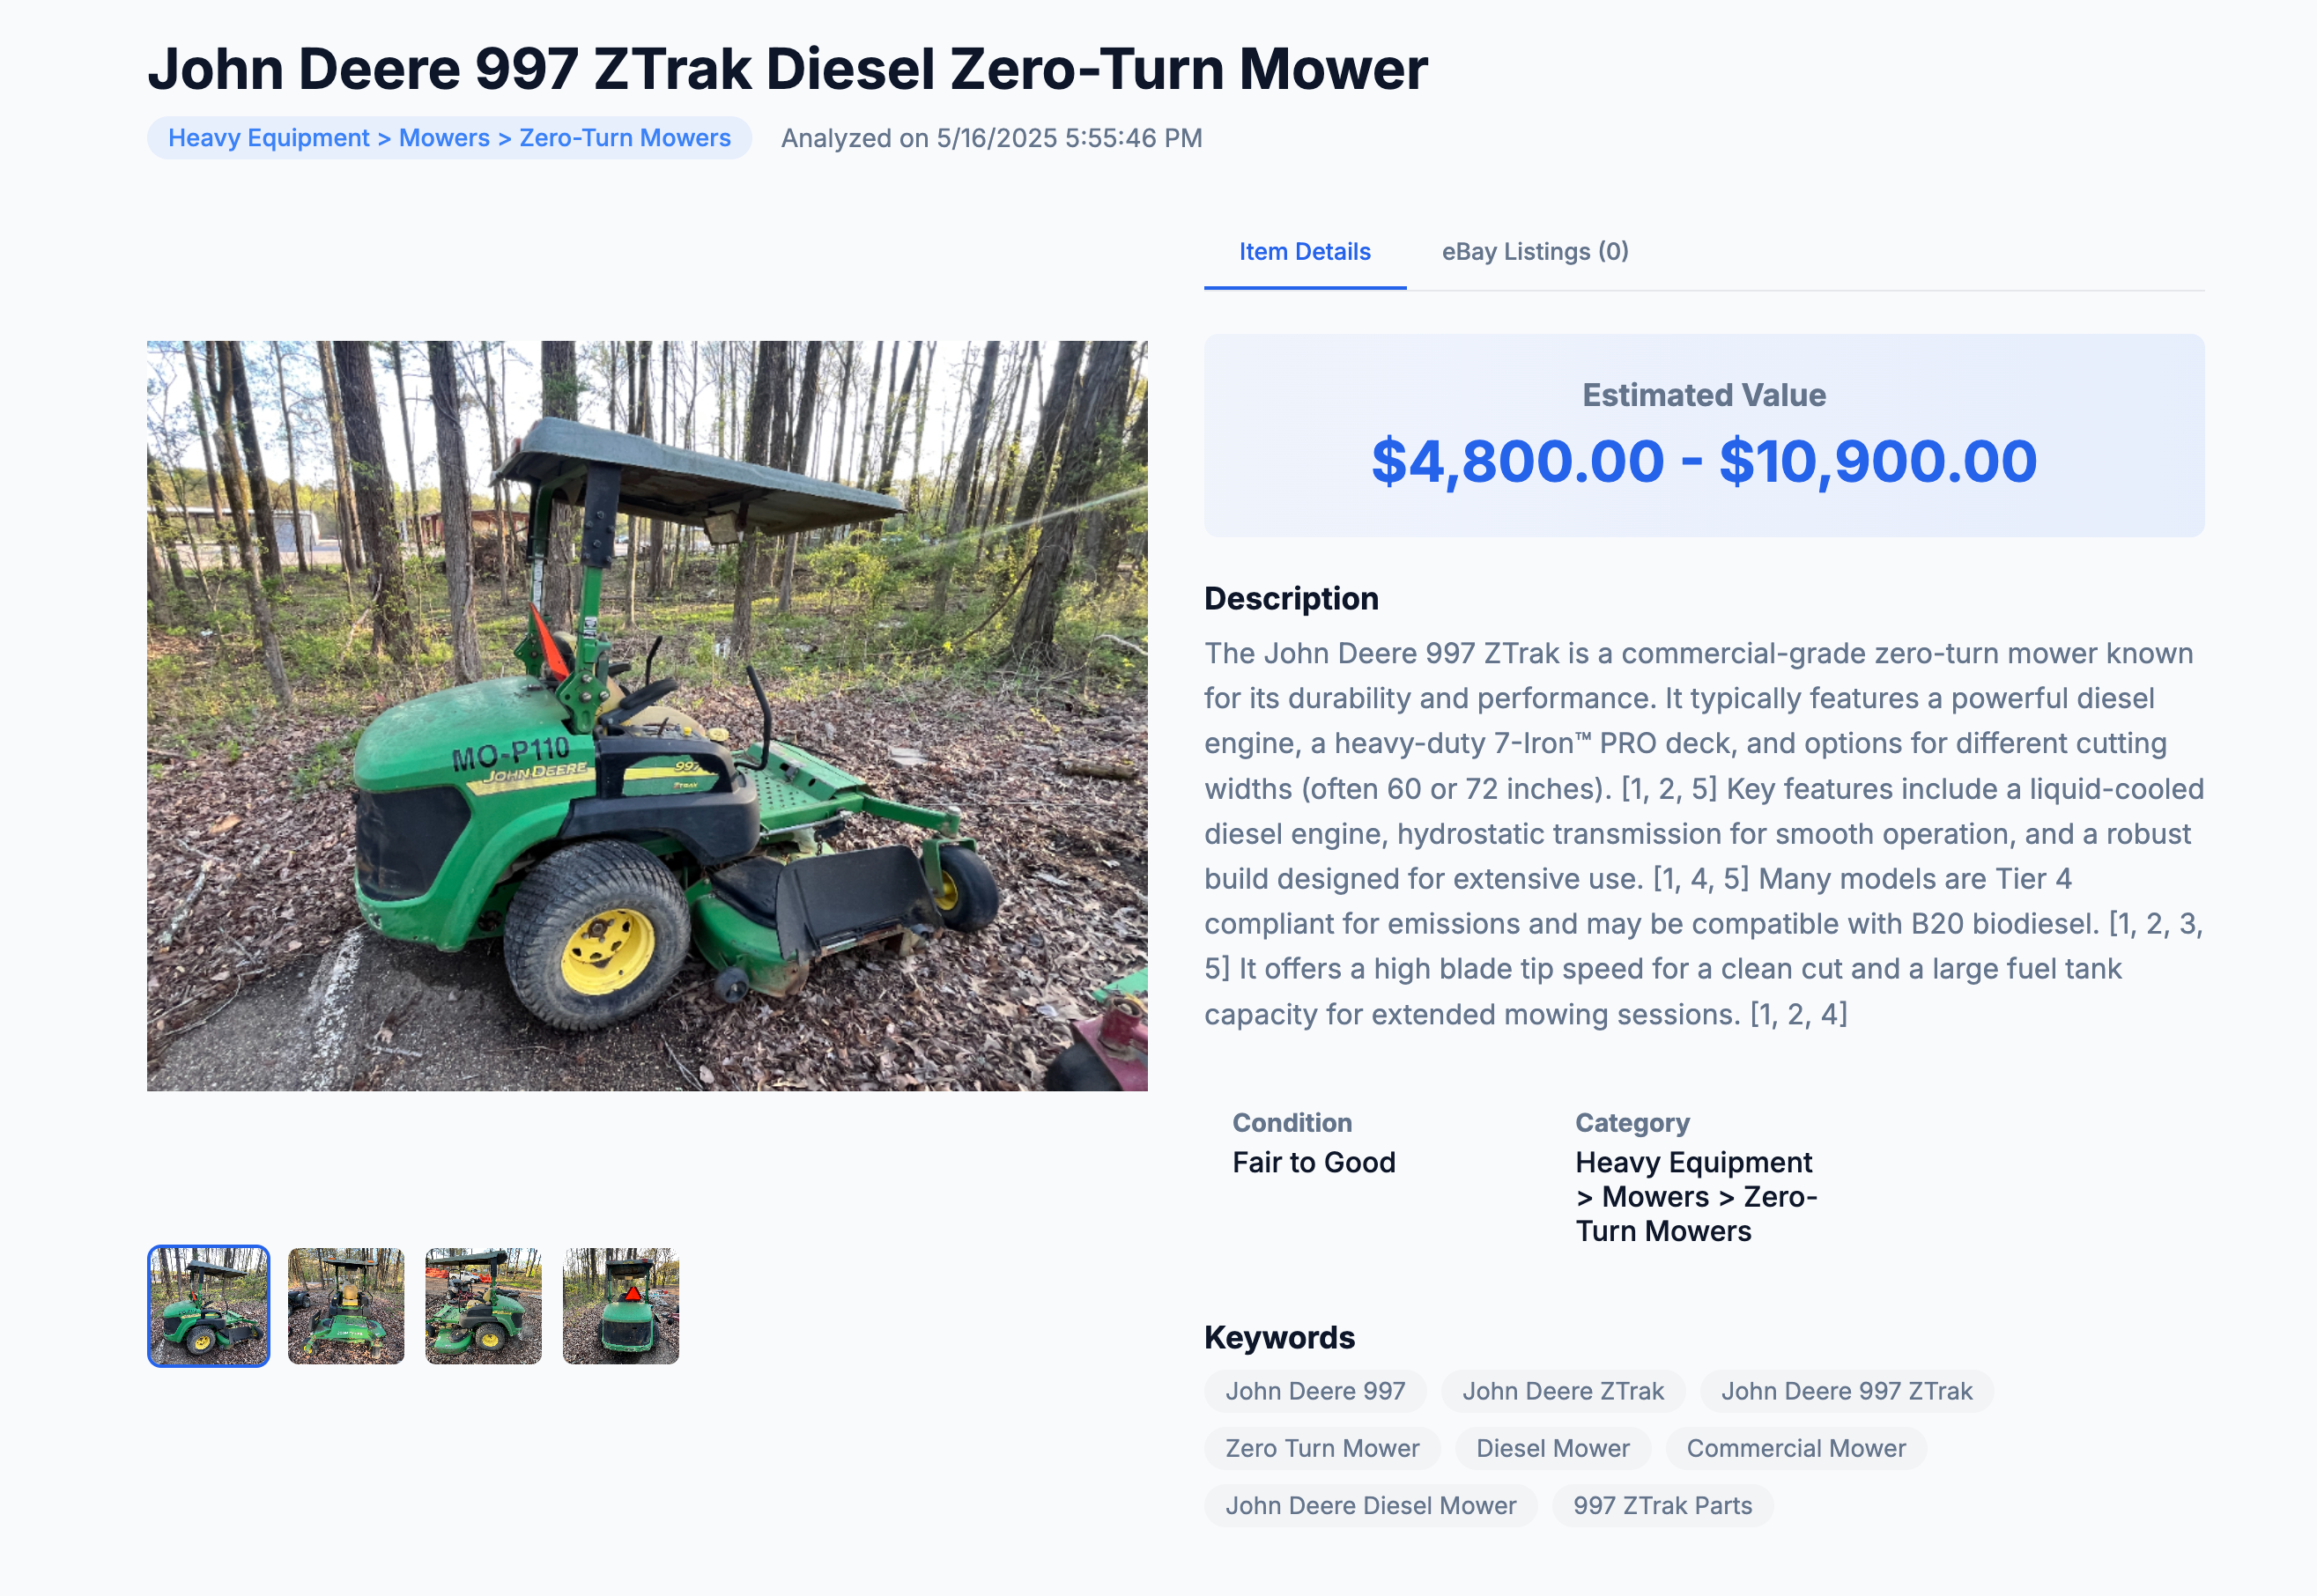 John Deere 997 ZTrak Diesel Zero-Turn Mower
Heavy Equipment > Mowers > Zero-Turn Mowers
Analyzed on 5/16/2025 5:55:46 PM
Item Details
eBay Listings (0)
Estimated Value
$4,800.00 - $10,900.00
MO-P110
JOHN DEERE
997
ZTRAK
Description
The John Deere 997 ZTrak is a commercial-grade zero-turn mower known
for its durability and performance. It typically features a powerful diesel
engine, a heavy-duty 7-Iron™ PRO deck, and options for different cutting
widths (often 60 or 72 inches). [1, 2, 5] Key features include a liquid-cooled
diesel engine, hydrostatic transmission for smooth operation, and a robust
build designed for extensive use. [1, 4, 5] Many models are Tier 4
compliant for emissions and may be compatible with B20 biodiesel. [1, 2, 3,
5] It offers a high blade tip speed for a clean cut and a large fuel tank
capacity for extended mowing sessions. [1, 2, 4]
Condition
Fair to Good
Category
Heavy Equipment
> Mowers > Zero-
Turn Mowers
Keywords
John Deere 997
John Deere ZTrak
John Deere 997 ZTrak
Zero Turn Mower
Diesel Mower
Commercial Mower
John Deere Diesel Mower
997 ZTrak Parts